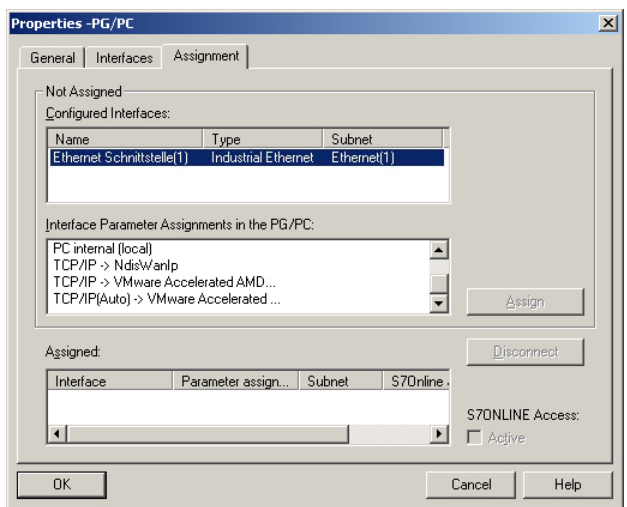 Properties -PG/PC
General Interfaces Assignment
Not Assigned
Configured Interfaces:
Name Type Subnet
Ethernet Schnittstelle(1) Industrial Ethernet Ethernet(1)
Interface Parameter Assignments in the PG/PC:
PC internal (local)
TCP/IP -> NdisWanIp
TCP/IP -> VMware Accelerated AMD...
TCP/IP(Auto) -> VMware Accelerated ...
Assign
Assigned:
Disconnect
Interface Parameter assign... Subnet S7Online
S7ONLINE Access:
Active
OK Cancel Help